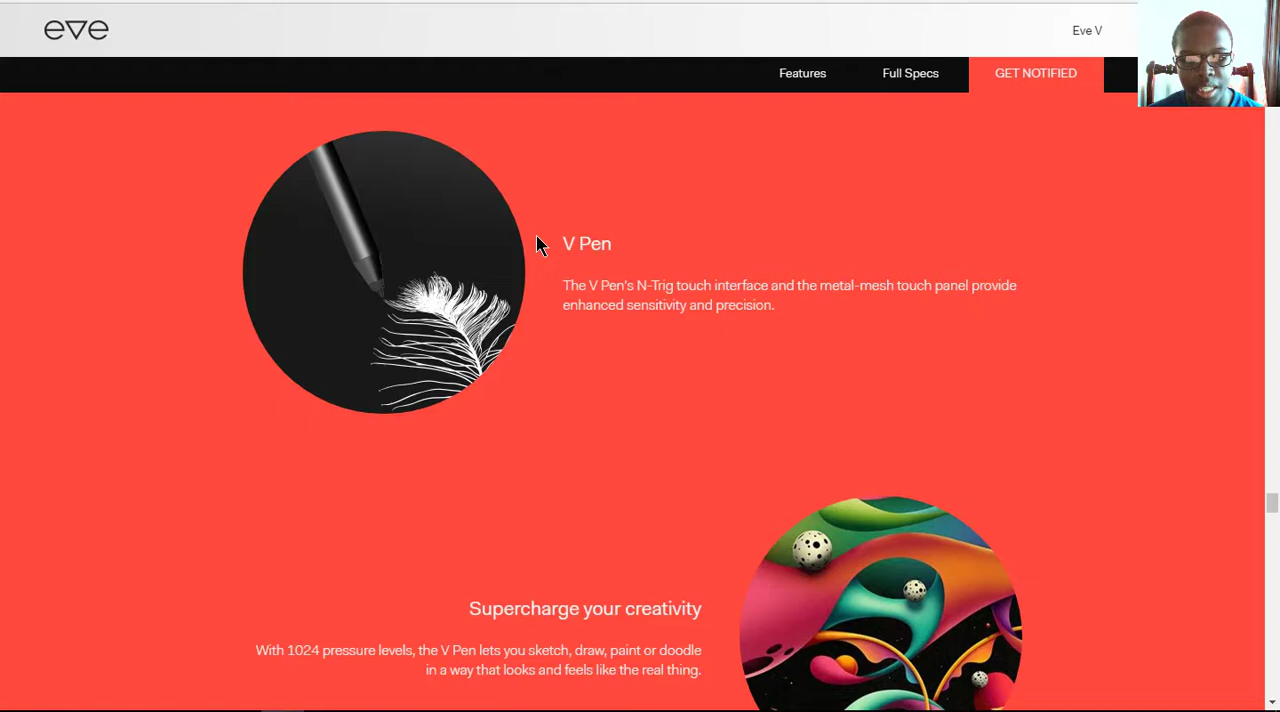 eve
Eve V
Features Full Specs GET NOTIFIED
V Pen
The V Pen's N-Trig touch interface and the metal-mesh touch panel provide
enhanced sensitivity and precision.
Supercharge your creativity
With 1024 pressure levels, the V Pen lets you sketch, draw, paint or doodle
in a way that looks and feels like the real thing.